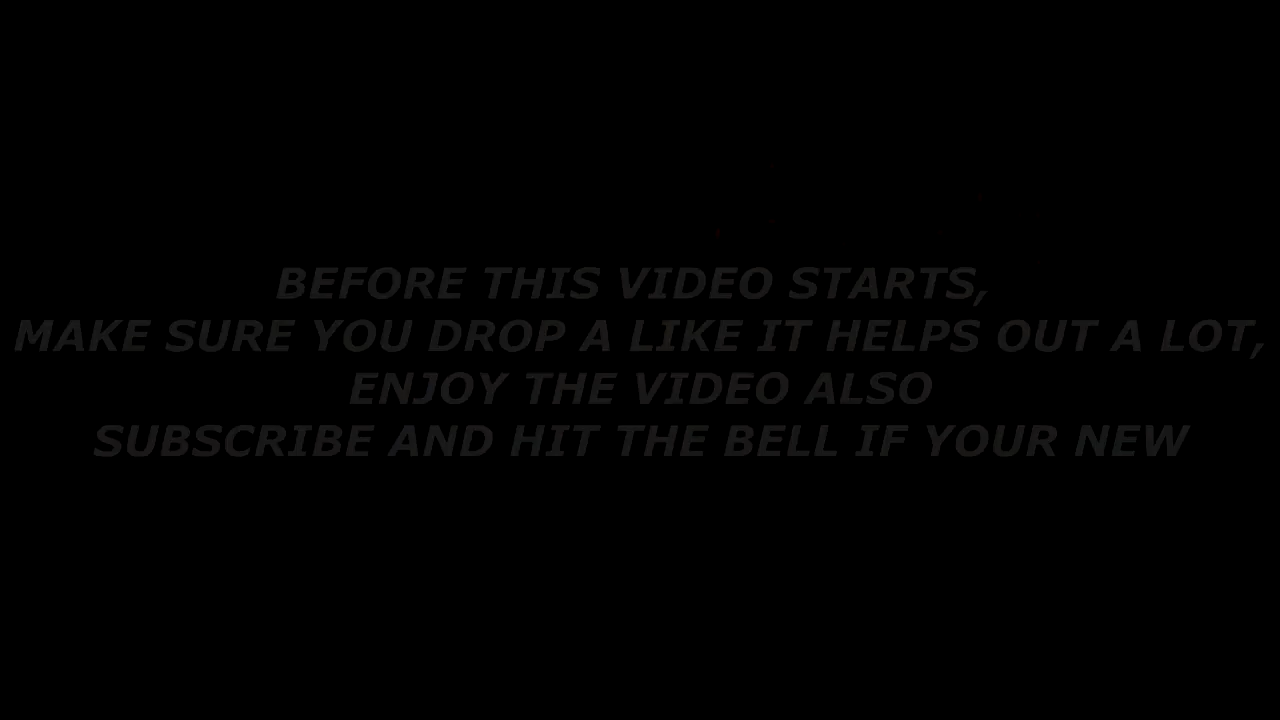 BEFORE THIS VIDEO STARTS,
MAKE SURE YOU DROP A LIKE IT HELPS OUT A LOT,
ENJOY THE VIDEO ALSO
SUBSCRIBE AND HIT THE BELL IF YOUR NEW